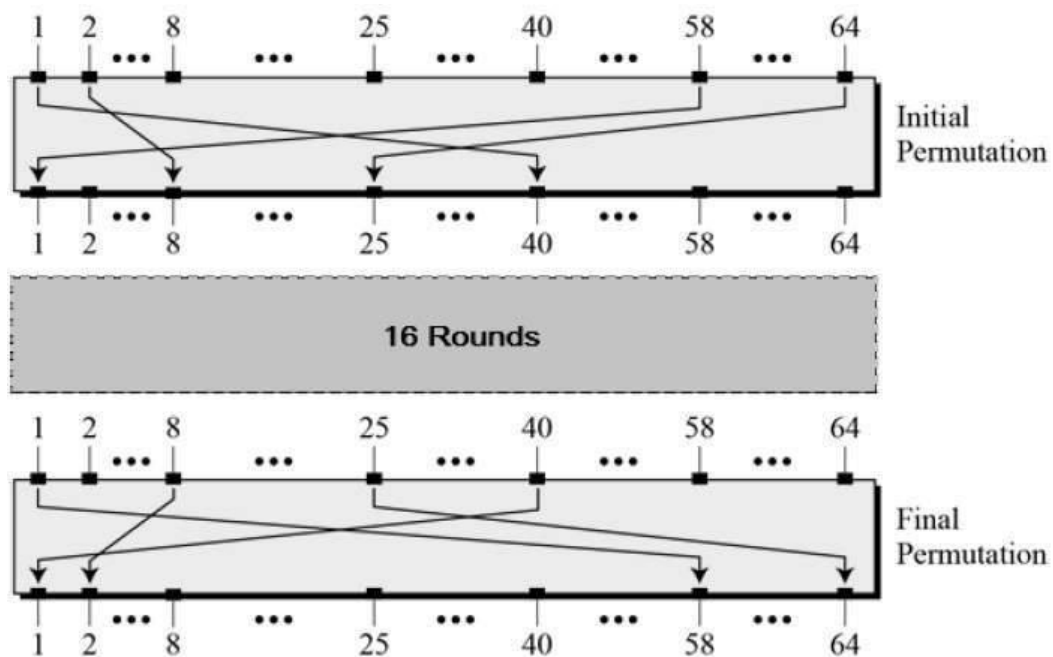 1 2 8 25 40 58 64
••• ••• ••• ••• •••
Initial
Permutation
••• ••• ••• ••• •••
1 2 8 25 40 58 64
16 Rounds
1 2 8 25 40 58 64
••• ••• ••• ••• •••
Final
Permutation
••• ••• ••• ••• •••
1 2 8 25 40 58 64